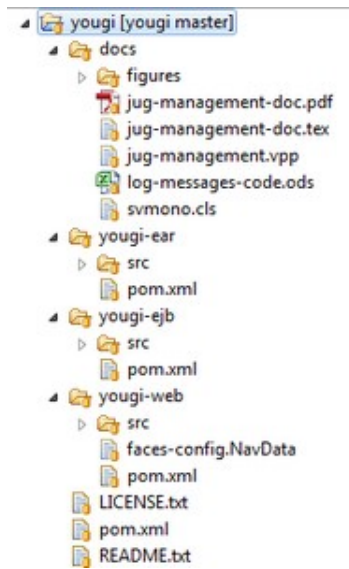 yougi [yougi master]
docs
figures
jug-management-doc.pdf
jug-management-doc.tex
jug-management.vpp
log-messages-code.ods
svmono.cls
yougi-ear
src
pom.xml
yougi-ejb
src
pom.xml
yougi-web
src
faces-config.NavData
pom.xml
LICENSE.txt
pom.xml
README.txt